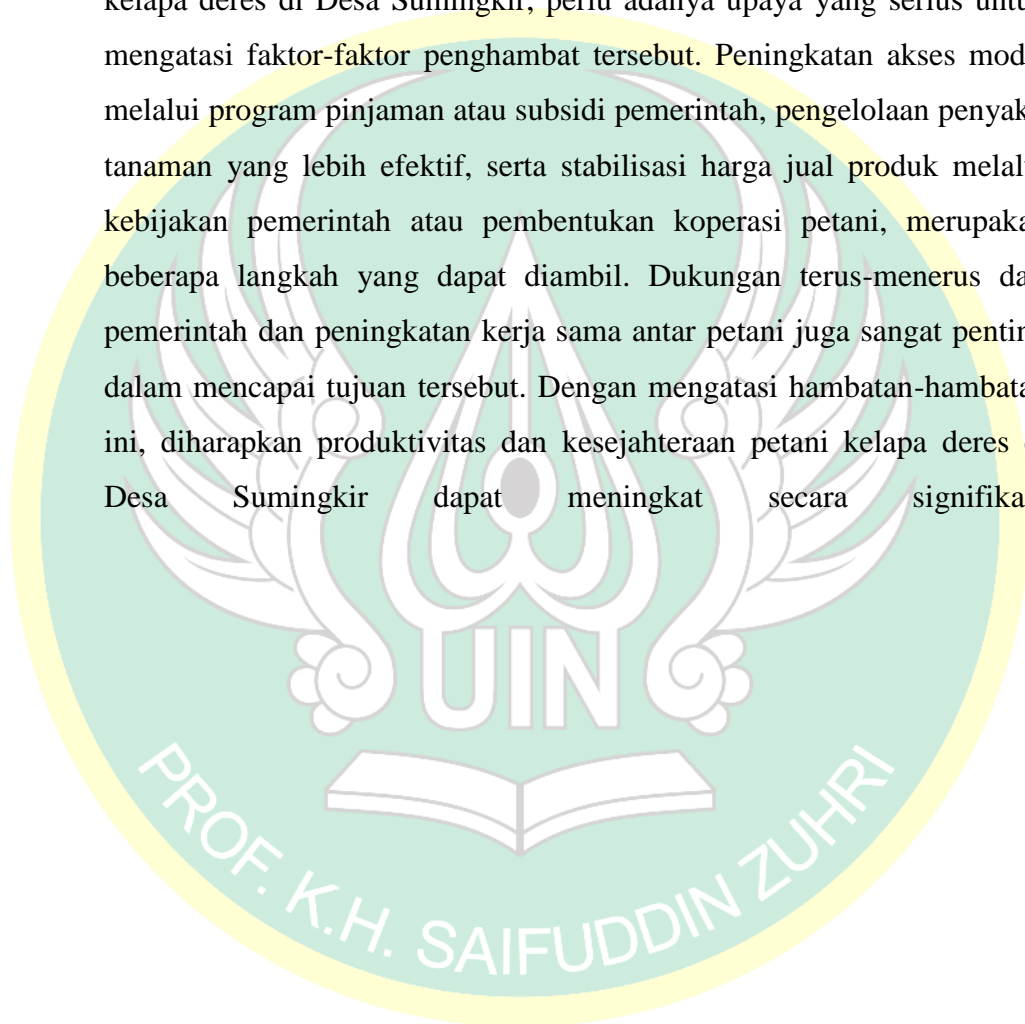 kelapa deres di Desa Sumingkir, perlu adanya upaya yang serius untu
mengatasi faktor-faktor penghambat tersebut. Peningkatan akses mod
melalui program pinjaman atau subsidi pemerintah, pengelolaan penyak
tanaman yang lebih efektif, serta stabilisasi harga jual produk melal
kebijakan pemerintah atau pembentukan koperasi petani, merupaka
beberapa langkah yang dapat diambil. Dukungan terus-menerus da
pemerintah dan peningkatan kerja sama antar petani juga sangat pentin
dalam mencapai tujuan tersebut. Dengan mengatasi hambatan-hambata
ini, diharapkan produktivitas dan kesejahteraan petani kelapa deres
Desa Sumingkir dapat meningkat secara signifika
UIN
PROF. K.H. SAIFUDDIN ZUHRI